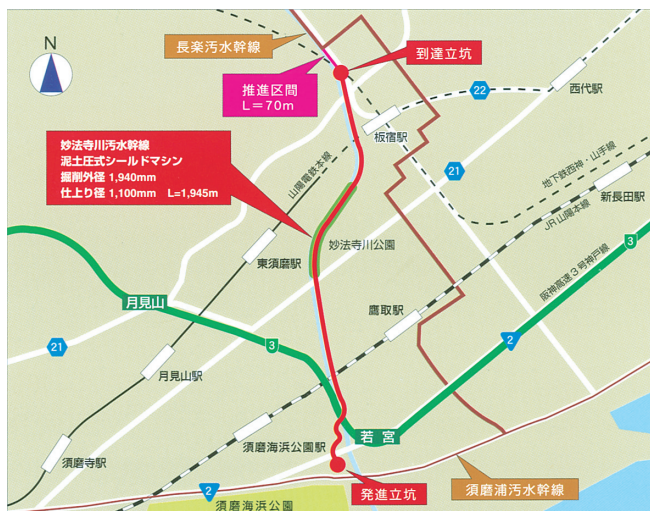 長楽汚水幹線
到達立坑
N
推進区間
L=70m
22
西代駅
板宿駅
妙法寺川汚水幹線
泥土圧式シールドマシン
掘削外径 1,940mm
仕上り径 1,100mm L=1,945m
山陽電鉄本線
21
地下鉄西神・山手線
新長田駅
JR山陽本線
妙法寺川公園
3
東須磨駅
阪神高速3号神戸線
月見山
鷹取駅
21
3
2
月見山駅
若宮
須磨海浜公園駅
須磨寺駅
発進立坑
須磨浦汚水幹線
2
須磨海浜公園